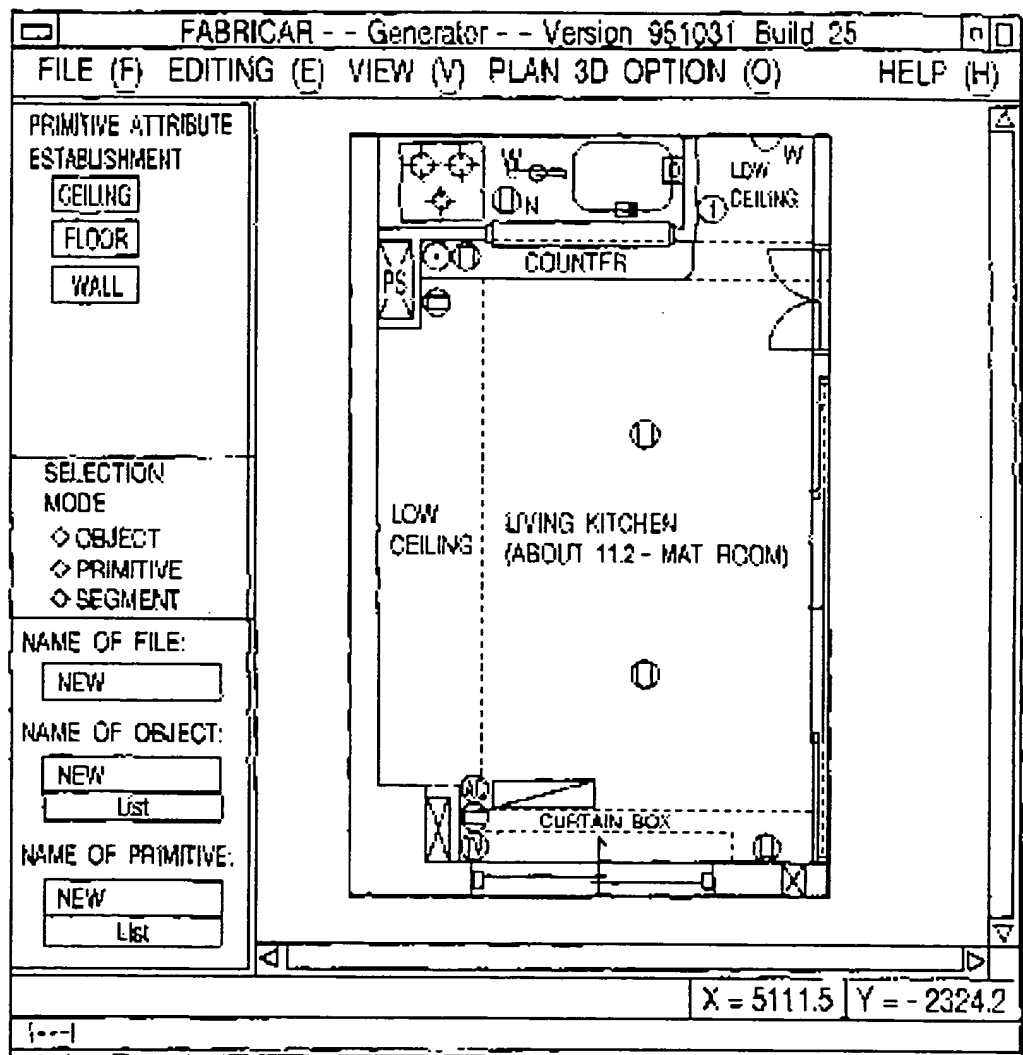 FABRICAR - - Generator - - Version 951031 Build 25
FILE (F) EDITING (E) VIEW (V) PLAN 3D OPTION (O) HELP (H)
PRIMITIVE ATTRIBUTE
ESTABLISHMENT
CEILING
FLOOR
WALL
SELECTION
MODE
OBJECT
PRIMITIVE
SEGMENT
NAME OF FILE:
NEW
NAME OF OBJECT:
NEW
List
NAME OF PRIMITIVE:
NEW
List
W
N
W
LOW
CEILING
1
COUNTER
PS
LOW
CEILING
LIVING KITCHEN
(ABOUT 11.2 - MAT ROOM)
AC
CURTAIN BOX
TV
X = 5111.5
Y = - 2324.2